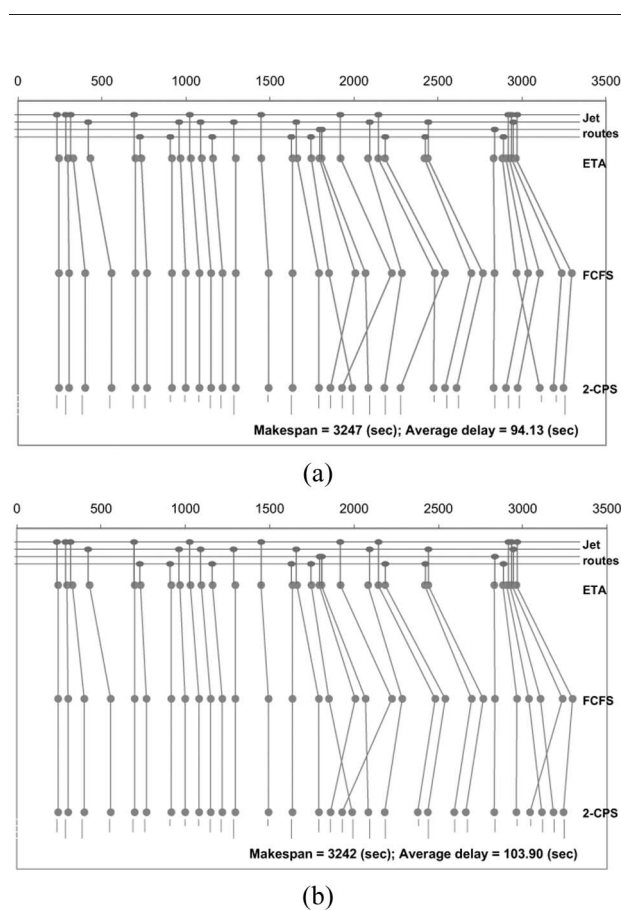 0 500 1000 1500 2000 2500 3000 3500
Jet
routes
ETA
FCFS
2-CPS
Makespan = 3247 (sec); Average delay = 94.13 (sec)
(a)
0 500 1000 1500 2000 2500 3000 3500
Jet
routes
ETA
FCFS
2-CPS
Makespan = 3242 (sec); Average delay = 103.90 (sec)
(b)